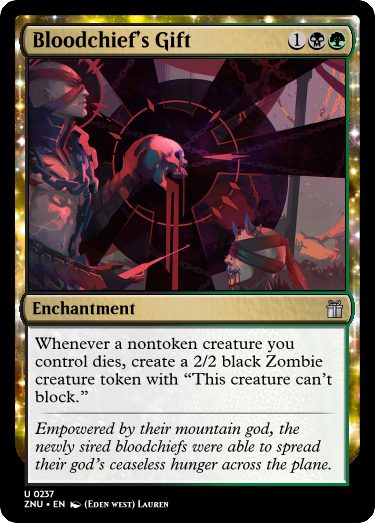 Bloodchief's Gift 1
Enchantment
Whenever a nontoken creature you
control dies, create a 2/2 black Zombie
creature token with “This creature can’t
block.”
Empowered by their mountain god, the
newly sired bloodchiefs were able to spread
their god’s ceaseless hunger across the plane.
U 0237
ZNU • EN (Eden west) Lauren